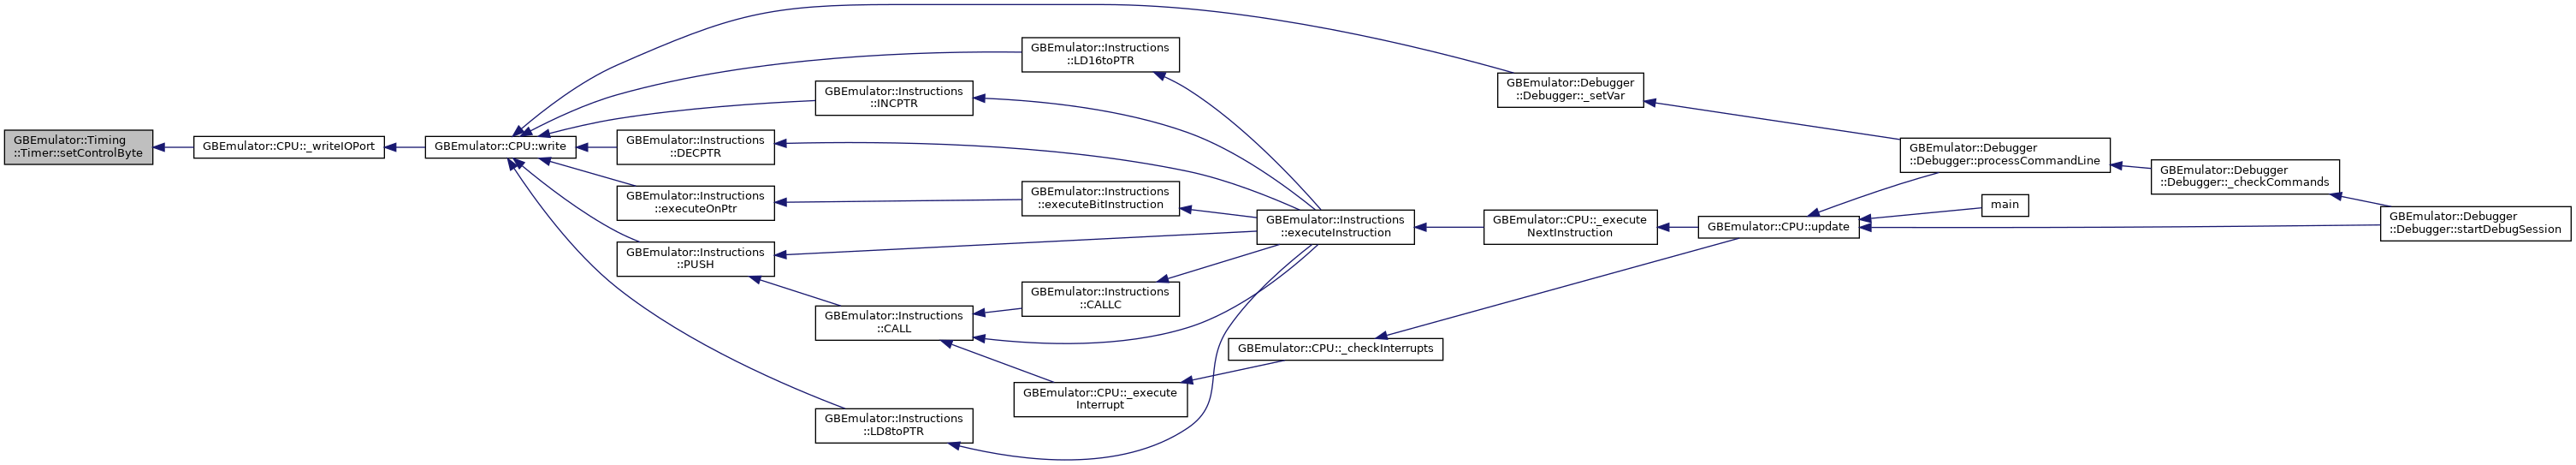 GBEmulator::Timing
::Timer::setControlByte
GBEmulator::CPU::_writeIOPort
GBEmulator::CPU::write
GBEmulator::Instructions
::LD16toPTR
GBEmulator::Instructions
::INCPTR
GBEmulator::Instructions
::DECPTR
GBEmulator::Instructions
::executeOnPtr
GBEmulator::Instructions
::executeBitInstruction
GBEmulator::Instructions
::PUSH
GBEmulator::Instructions
::CALL
GBEmulator::Instructions
::CALLC
GBEmulator::CPU::_execute
Interrupt
GBEmulator::Instructions
::LD8toPTR
GBEmulator::Instructions
::executeInstruction
GBEmulator::CPU::_checkInterrupts
GBEmulator::Debugger
::Debugger::_setVar
GBEmulator::CPU::_execute
NextInstruction
GBEmulator::CPU::update
GBEmulator::Debugger
::Debugger::processCommandLine
main
GBEmulator::Debugger
::Debugger::_checkCommands
GBEmulator::Debugger
::Debugger::startDebugSession